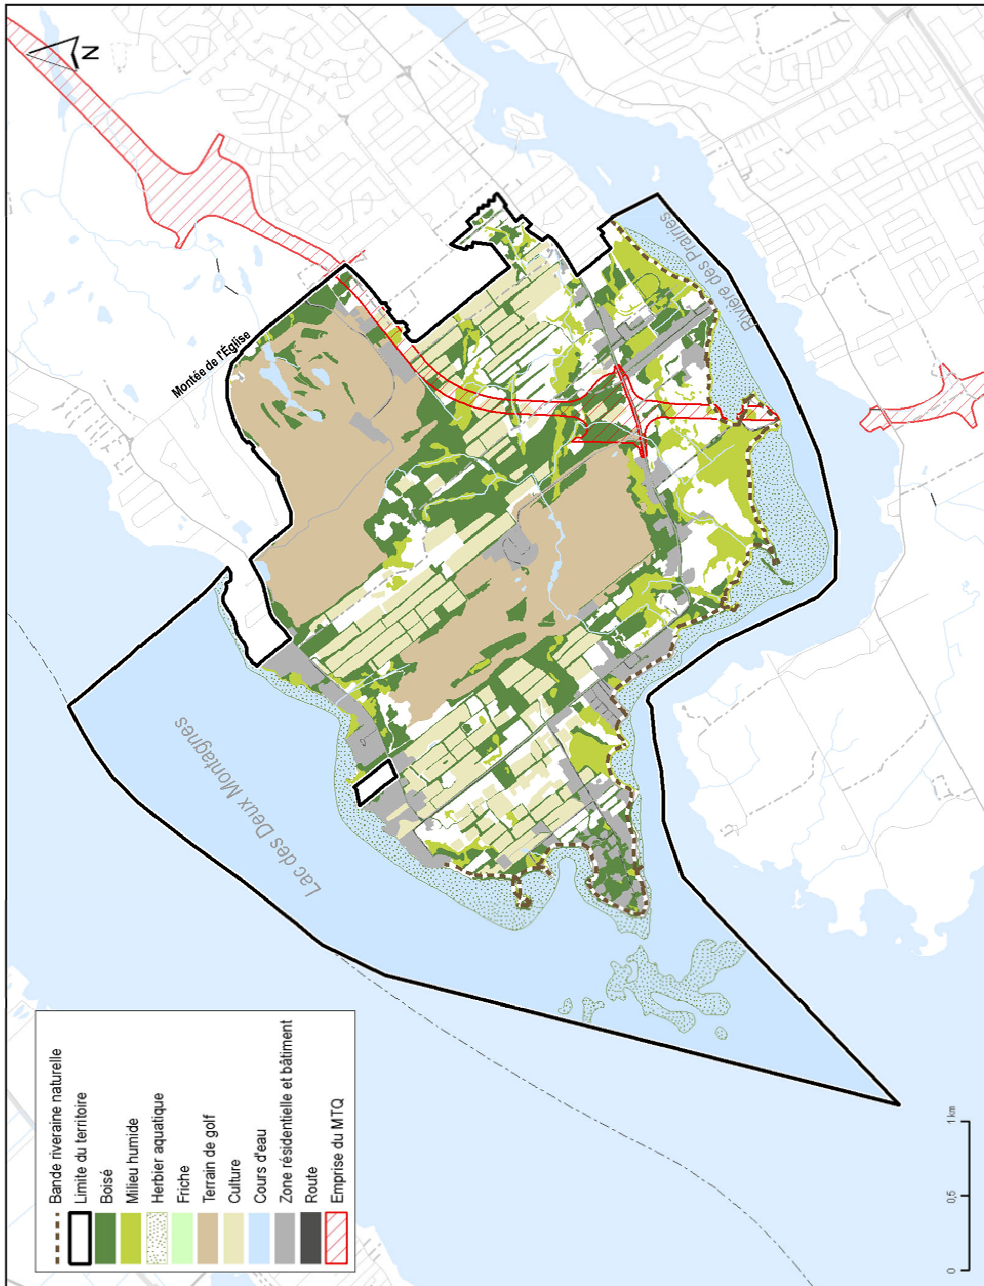 N
Montée de l'Église
Rivière des Prairies
Lac des Deux Montagnes
Bande riveraine naturelle
Limite du territoire
Boisé
Milieu humide
Herbier aquatique
Friche
Terrain de golf
Culture
Cours d'eau
Zone résidentielle et bâtiment
Route
Emprise du MTQ
0 0,5 1 km